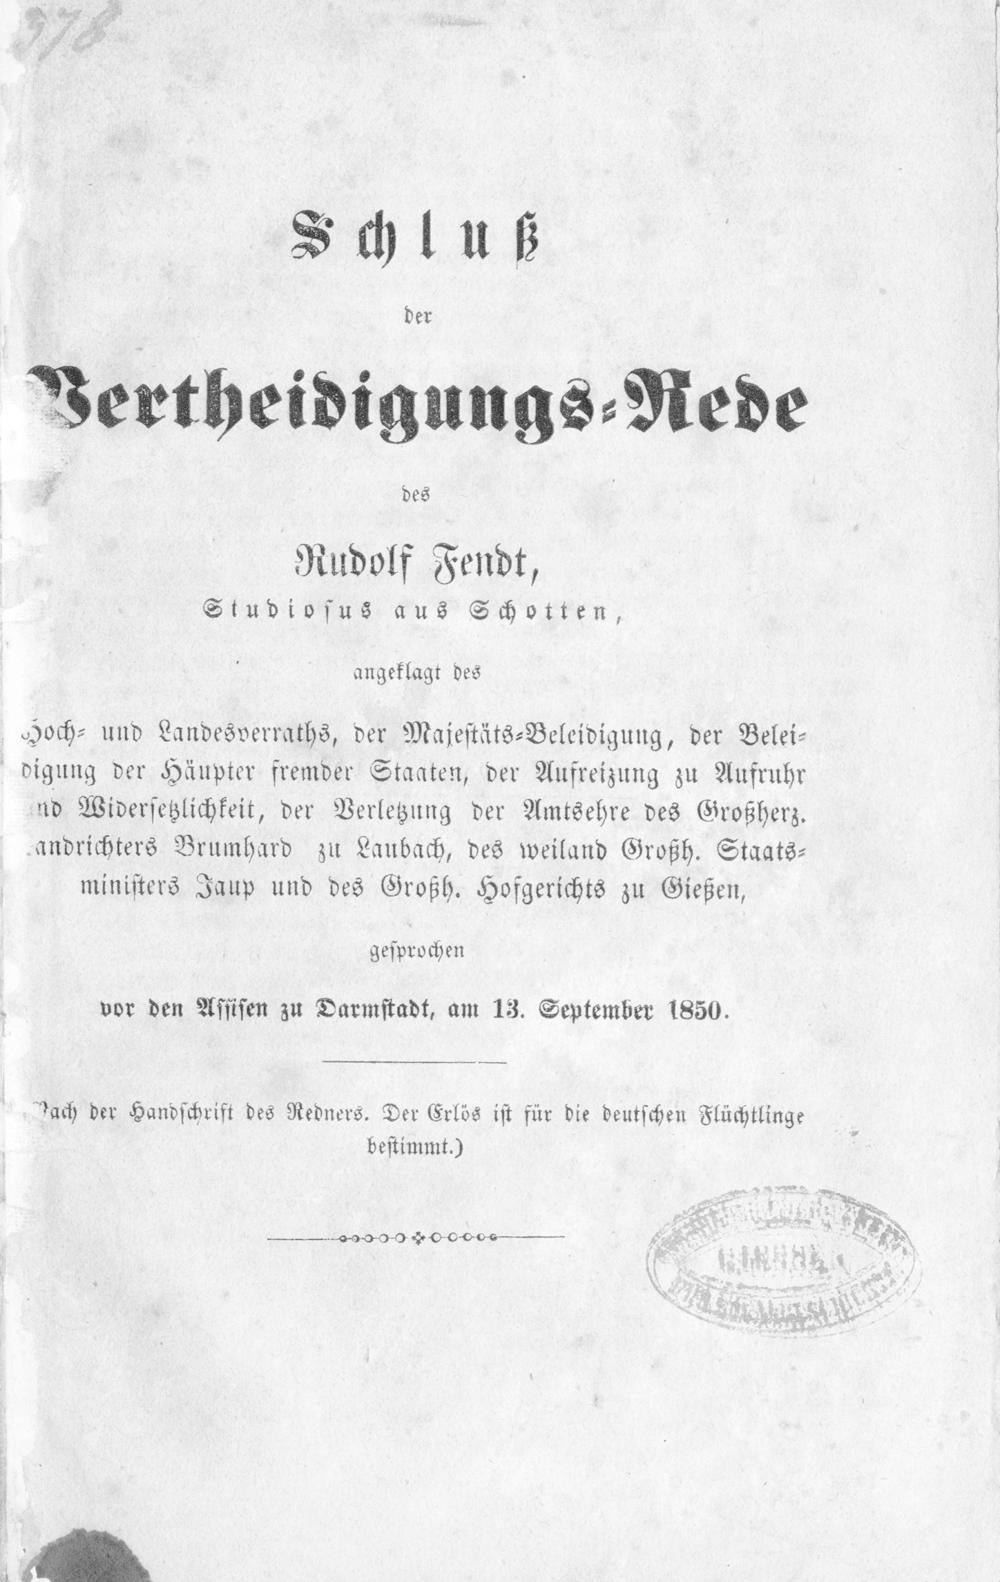 378
Schluß
der
Vertheidigungs-Rede
des
Rudolf Fendt,
Studiosus aus Schotten,
angeklagt des
Hoch- und Landesverraths, der Majestäts-Beleidigung, der Belei-
digung der Häupter fremder Staaten, der Aufreizung zu Aufruhr
und Widersetzlichkeit, der Verletzung der Amtsehre des Großherz.
Landrichters Brumhard zu Laubach, des weiland Großh. Staats-
ministers Jaup und des Großh. Hofgerichts zu Gießen,
gesprochen
vor den Assisen zu Darmstadt, am 13. September 1850.
Nach der Handschrift des Redners. Der Erlös ist für die deutschen Flüchtlinge
bestimmt.)